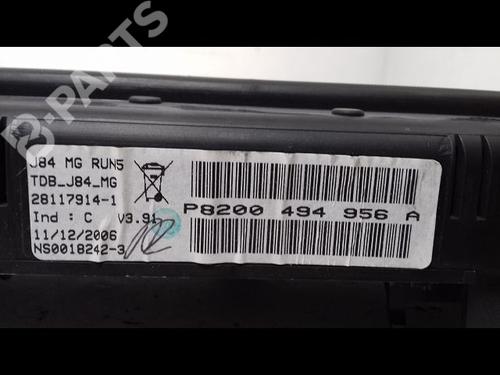 B-PARTS
J84 MG RUN5
TDB_J84_MG
28117914-1
Ind : C V3.91
11/12/2006
NS0018242-3
P8200 494 956 A